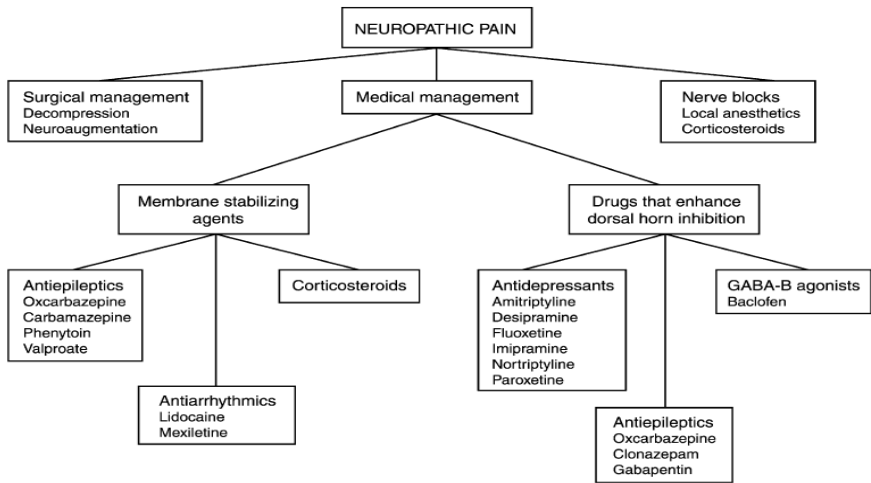 NEUROPATHIC PAIN
Surgical management
Decompression
Neuroaugmentation
Medical management
Nerve blocks
Local anesthetics
Corticosteroids
Membrane stabilizing
agents
Drugs that enhance
dorsal horn inhibition
Antiepileptics
Oxcarbazepine
Carbamazepine
Phenytoin
Valproate
Corticosteroids
Antidepressants
Amitriptyline
Desipramine
Fluoxetine
Imipramine
Nortriptyline
Paroxetine
GABA-B agonists
Baclofen
Antiarrhythmics
Lidocaine
Mexiletine
Antiepileptics
Oxcarbazepine
Clonazepam
Gabapentin